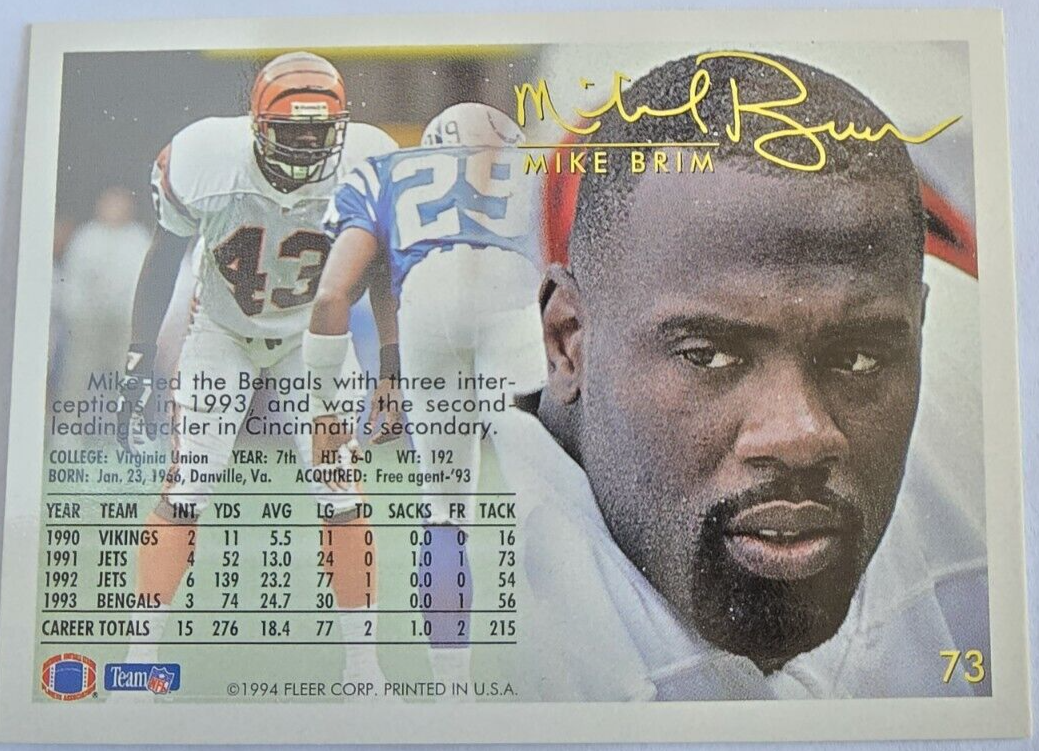 Michael Brim
MIKE BRIM
43
29
Mike led the Bengals with three inter-
ceptions in 1993, and was the second-
leading tackler in Cincinnati's secondary.
COLLEGE: Virginia Union YEAR: 7th HT: 6-0 WT: 192
BORN: Jan. 23, 1966, Danville, Va. ACQUIRED: Free agent-'93
YEAR TEAM INT YDS AVG LG TD SACKS FR TACK
1990 VIKINGS 2 11 5.5 11 0 0.0 0 16
1991 JETS 4 52 13.0 24 0 1.0 1 73
1992 JETS 6 139 23.2 77 1 0.0 0 54
1993 BENGALS 3 74 24.7 30 1 0.0 1 56
CAREER TOTALS 15 276 18.4 77 2 1.0 2 215
Team NFL
©1994 FLEER CORP. PRINTED IN U.S.A.
73